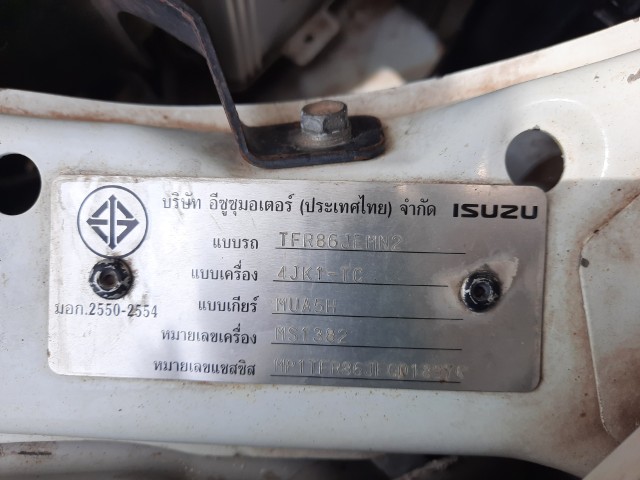 บริษัท อีซูซุมอเตอร์ (ประเทศไทย) จำกัด ISUZU
แบบรถ
แบบเครื่อง 4JK1-TC
มอก.2550-2554
แบบเกียร์ MUA5H
หมายเลขเครื่อง MS1302
หมายเลขแชสซิส